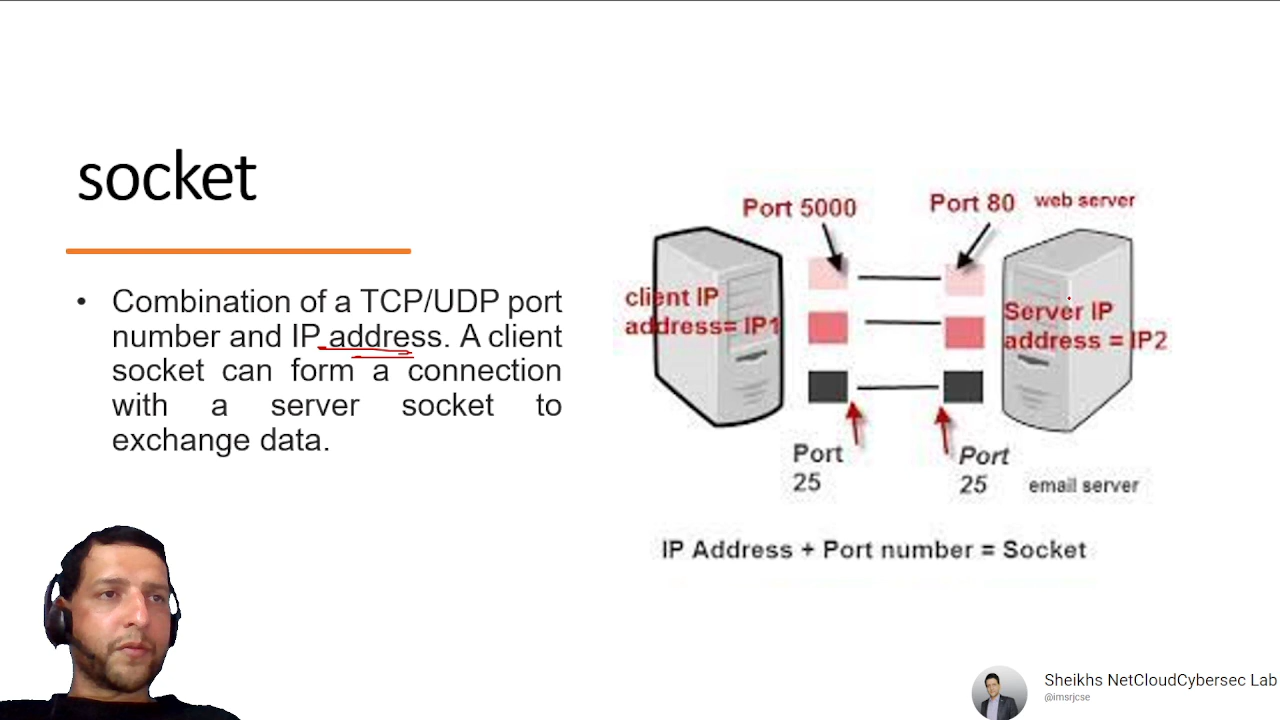 socket
• Combination of a TCP/UDP port
number and IP address. A client
socket can form a connection
with a server socket to
exchange data.
Port 5000
Port 80 web server
client IP
address= IP1
Server IP
address = IP2
Port
25
Port
25 email server
IP Address + Port number = Socket
Sheikhs NetCloudCybersec Lab
@imsrjcse